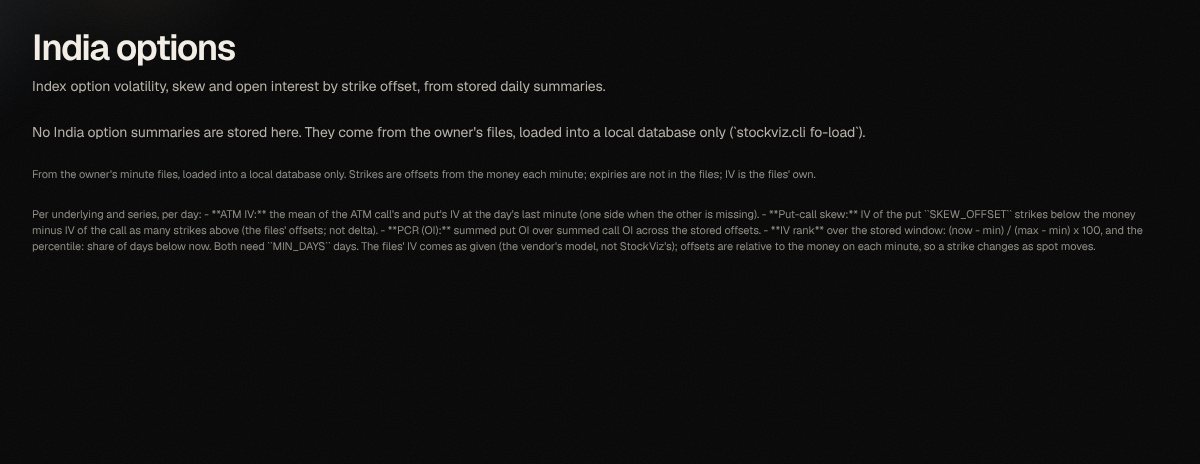 India options
Index option volatility, skew and open interest by strike offset, from stored daily summaries.
No India option summaries are stored here. They come from the owner's files, loaded into a local database only (`stockviz.cli fo-load`).
From the owner's minute files, loaded into a local database only. Strikes are offsets from the money each minute; expiries are not in the files; IV is the files' own.
Per underlying and series, per day: - **ATM IV:** the mean of the ATM call's and put's IV at the day's last minute (one side when the other is missing). - **Put-call skew:** IV of the put ``SKEW_OFFSET`` strikes below the money
minus IV of the call as many strikes above (the files' offsets; not delta). - **PCR (OI):** summed put OI over summed call OI across the stored offsets. - **IV rank** over the stored window: (now - min) / (max - min) x 100, and the
percentile: share of days below now. Both need ``MIN_DAYS`` days. The files' IV comes as given (the vendor's model, not StockViz's); offsets are relative to the money on each minute, so a strike changes as spot moves.